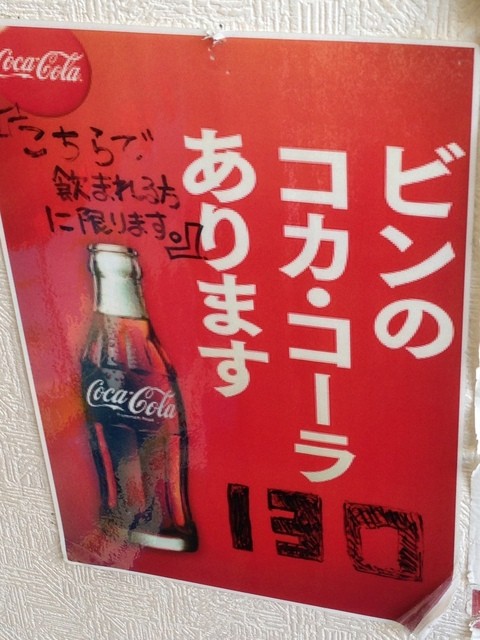 Coca-Cola
『こちらで
飲まれる方
に限ります。』
ビンの
コカ・コーラ
あります
Coca-Cola
130